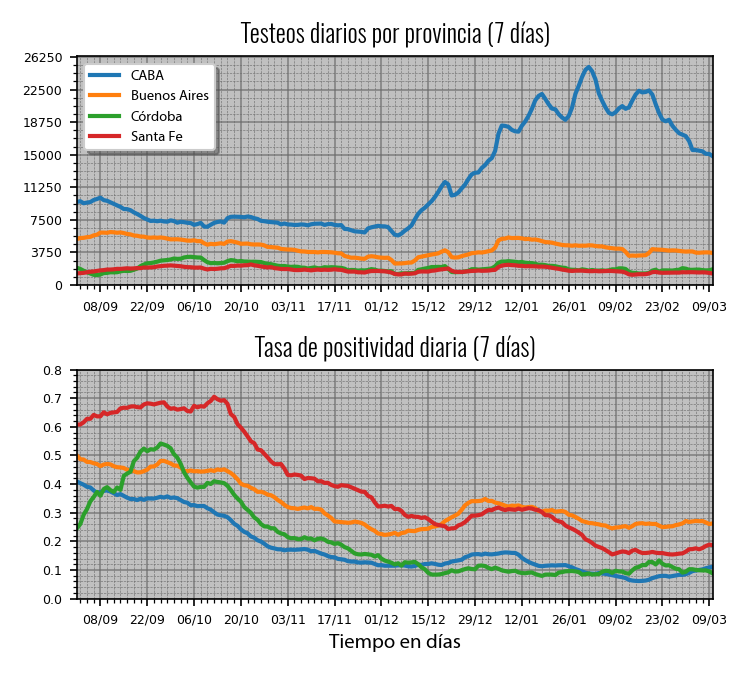 Testeos diarios por provincia (7 días)
26250
22500
18750
15000
11250
7500
3750
0
CABA
Buenos Aires
Córdoba
Santa Fe
08/09 22/09 06/10 20/10 03/11 17/11 01/12 15/12 29/12 12/01 26/01 09/02 23/02 09/03
Tasa de positividad diaria (7 días)
0.8
0.7
0.6
0.5
0.4
0.3
0.2
0.1
0.0
08/09 22/09 06/10 20/10 03/11 17/11 01/12 15/12 29/12 12/01 26/01 09/02 23/02 09/03
Tiempo en días